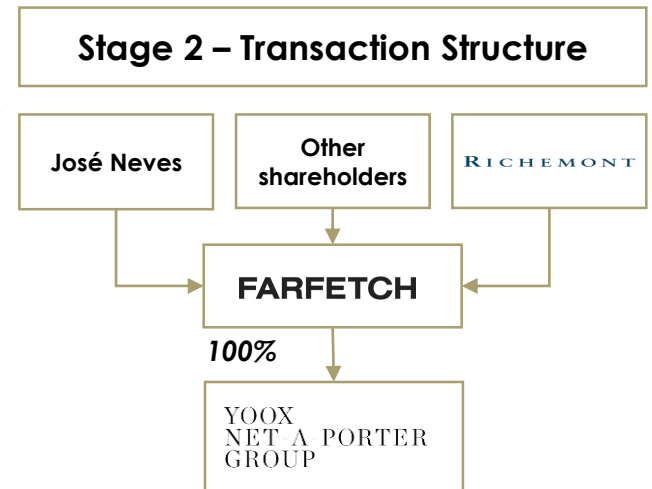 Stage 2 – Transaction Structure
José Neves
Other
shareholders
RICHEMONT
FARFETCH
100%
YOOX
NET-A-PORTER
GROUP